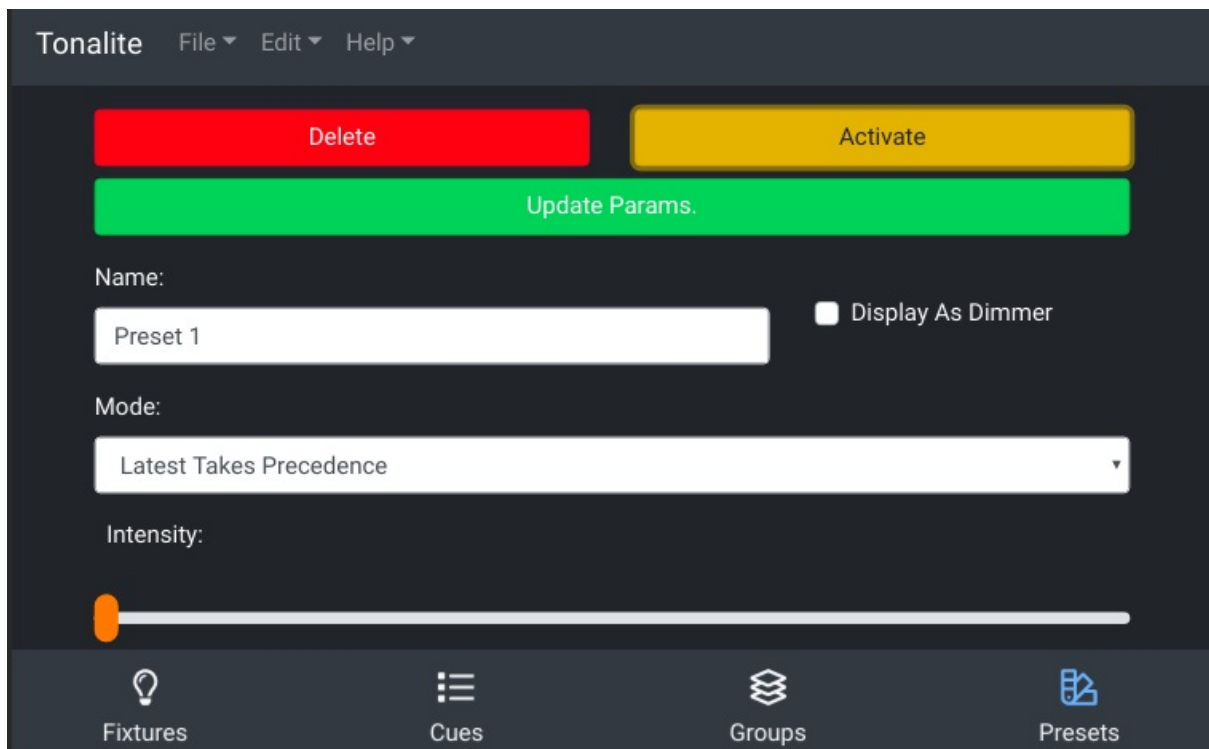 Tonalite File Edit Help
Delete Activate
Update Params.
Name:
Display As Dimmer
Preset 1
Mode:
Latest Takes Precedence
Intensity:
Fixtures Cues Groups Presets